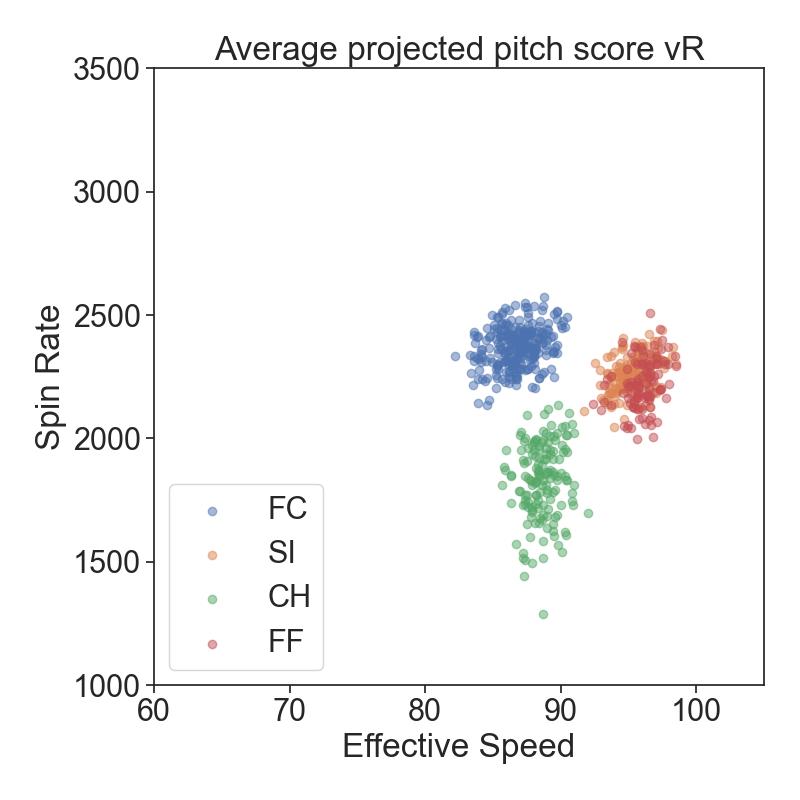 Average projected pitch score vR
3500
3000
2500
2000
1500
1000
Spin Rate
FC
SI
CH
FF
60 70 80 90 100
Effective Speed